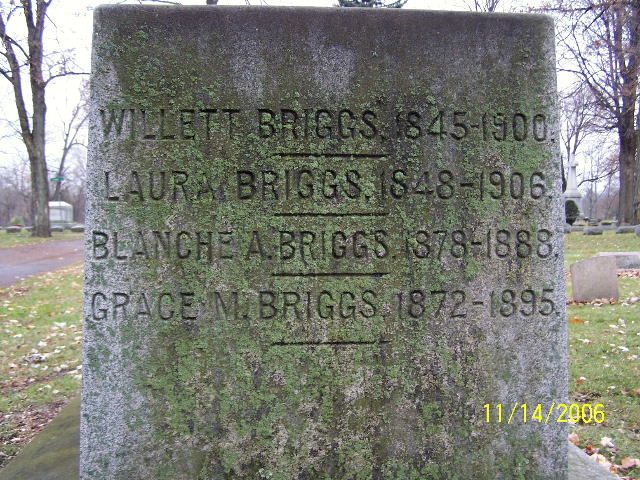 WILLETT BRIGGS. 1845-1900.
LAURA BRIGGS. 1848-1906.
BLANCHE A. BRIGGS. 1878-1888.
GRACE M. BRIGGS. 1872-1895.
11/14/2006